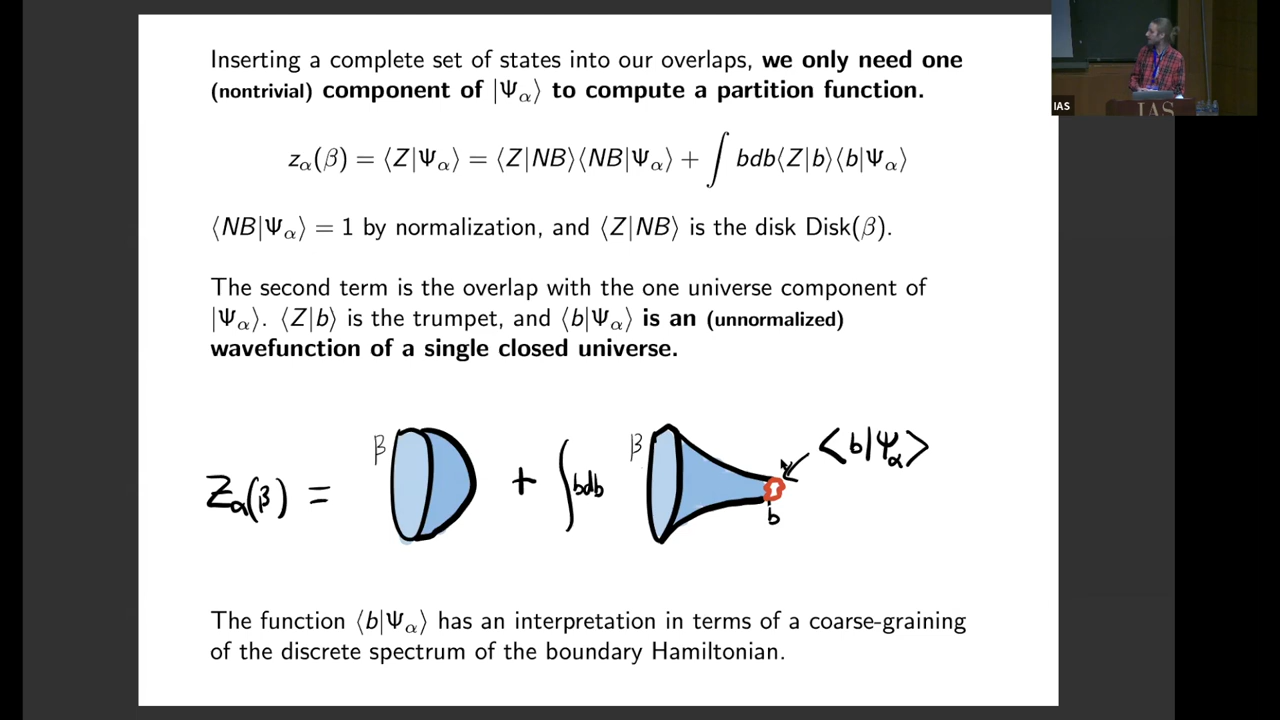 Inserting a complete set of states into our overlaps, we only need one
(nontrivial) component of |Ψ_α⟩ to compute a partition function.
z_α(β) = ⟨Z|Ψ_α⟩ = ⟨Z|NB⟩⟨NB|Ψ_α⟩ + ∫ bdb⟨Z|b⟩⟨b|Ψ_α⟩
⟨NB|Ψ_α⟩ = 1 by normalization, and ⟨Z|NB⟩ is the disk Disk(β).
The second term is the overlap with the one universe component of
|Ψ_α⟩. ⟨Z|b⟩ is the trumpet, and ⟨b|Ψ_α⟩ is an (unnormalized)
wavefunction of a single closed universe.
Z_α(β) = β + ∫ bdb β b <b|Ψ_α>
The function ⟨b|Ψ_α⟩ has an interpretation in terms of a coarse-graining
of the discrete spectrum of the boundary Hamiltonian.
IAS
IAS